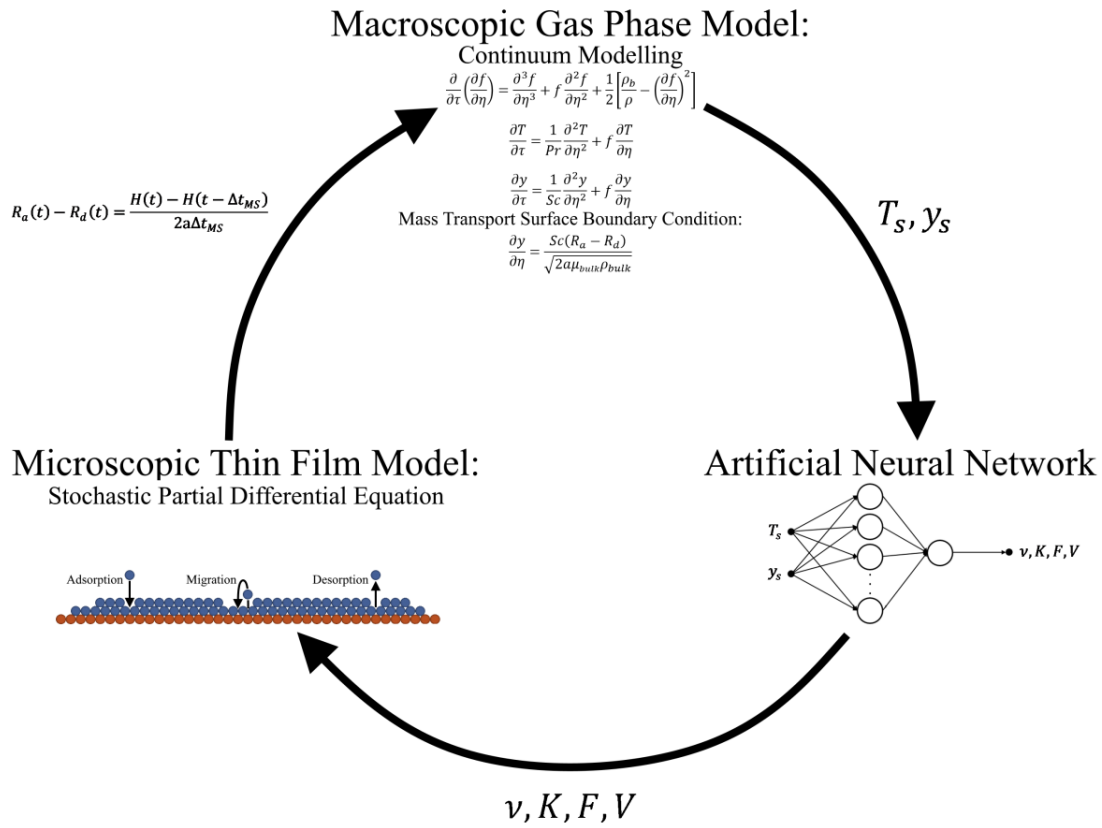 Macroscopic Gas Phase Model:
Continuum Modelling
∂/∂τ(∂f/∂η) = ∂³f/∂η³ + f ∂²f/∂η² + 1/2[ρ_b/ρ − (∂f/∂η)²]
∂T/∂τ = 1/Pr ∂²T/∂η² + f ∂T/∂η
∂y/∂τ = 1/Sc ∂²y/∂η² + f ∂y/∂η
Mass Transport Surface Boundary Condition:
∂y/∂η = Sc(R_a − R_d)/√(2aμ_bulk ρ_bulk)
R_a(t) − R_d(t) = (H(t) − H(t − Δt_MS))/(2aΔt_MS)
T_s, y_s
Microscopic Thin Film Model:
Stochastic Partial Differential Equation
Adsorption
Migration
Desorption
Artificial Neural Network
T_s
y_s
ν, K, F, V
ν, K, F, V